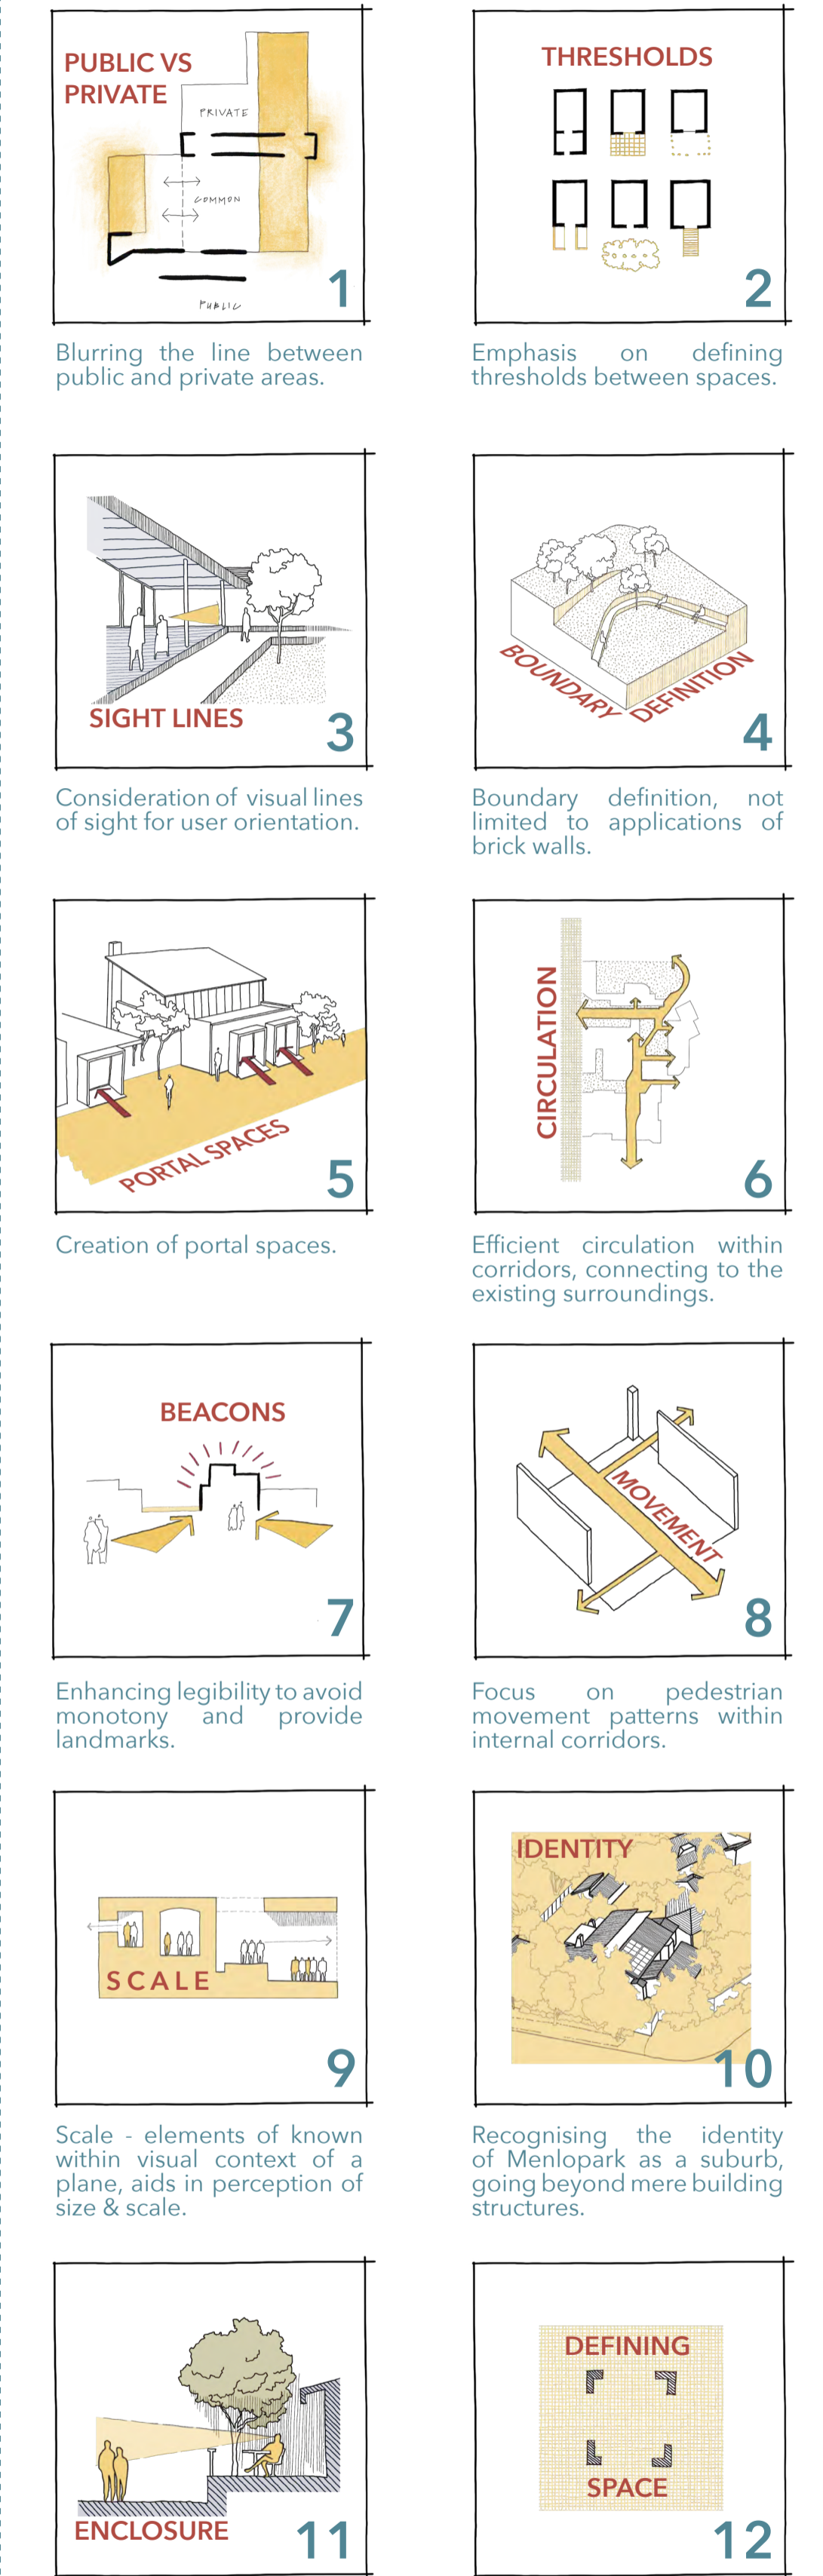 PUBLIC VS
PRIVATE
PRIVATE
COMMON
PUBLIC
1
Blurring the line between
public and private areas.
THRESHOLDS
2
Emphasis on defining
thresholds between spaces.
SIGHT LINES
3
Consideration of visual lines
of sight for user orientation.
BOUNDARY DEFINITION
4
Boundary definition, not
limited to applications of
brick walls.
PORTAL SPACES
5
Creation of portal spaces.
CIRCULATION
6
Efficient circulation within
corridors, connecting to the
existing surroundings.
BEACONS
7
Enhancing legibility to avoid
monotony and provide
landmarks.
MOVEMENT
8
Focus on pedestrian
movement patterns within
internal corridors.
SCALE
9
Scale - elements of known
within visual context of a
plane, aids in perception of
size & scale.
IDENTITY
10
Recognising the identity
of Menlopark as a suburb,
going beyond mere building
structures.
ENCLOSURE
11
DEFINING
SPACE
12